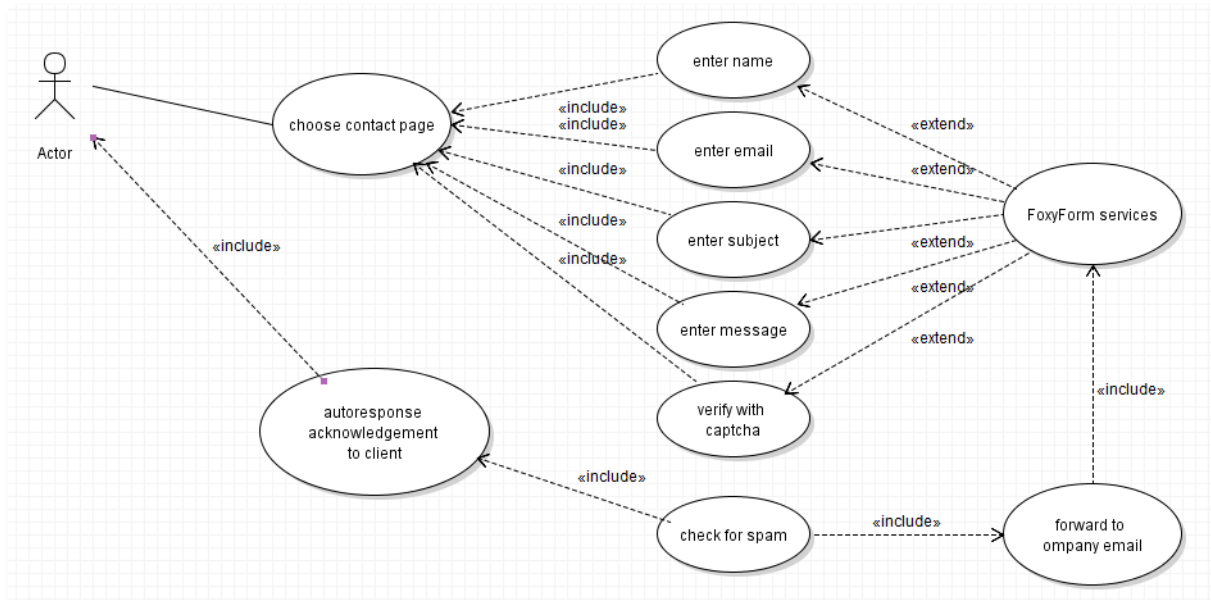 enter name
Actor
choose contact page
«include»
«include»
«extend»
enter email
«include»
«extend»
FoxyForm services
«include»
enter subject
«extend»
«include»
«include»
«extend»
enter message
«extend»
«include»
verify with
captcha
autoresponse
acknowledgement
to client
«include»
check for spam
«include»
forward to
ompany email